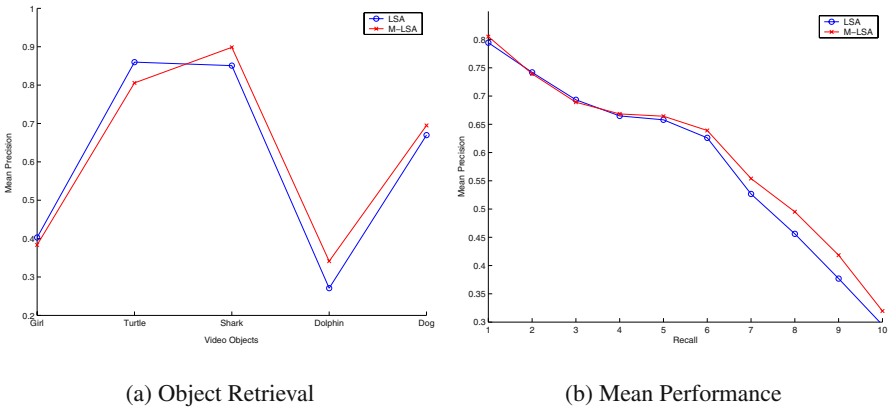 1
0.9
0.8
0.7
0.6
0.5
0.4
0.3
0.2
Mean Precision
Girl
Turtle
Shark
Dolphin
Dog
Video Objects
LSA
M-LSA
(a) Object Retrieval
0.8
0.75
0.7
0.65
0.6
0.55
0.5
0.45
0.4
0.35
0.3
Mean Precision
1
2
3
4
5
6
7
8
9
10
Recall
LSA
M-LSA
(b) Mean Performance